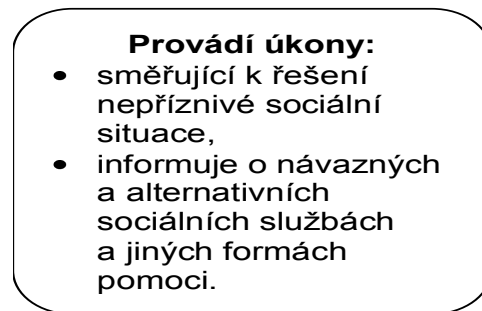 Provádí úkony:
• směřující k řešení
nepříznivé sociální
situace,
• informuje o návazných
a alternativních
sociálních službách
a jiných formách
pomoci.